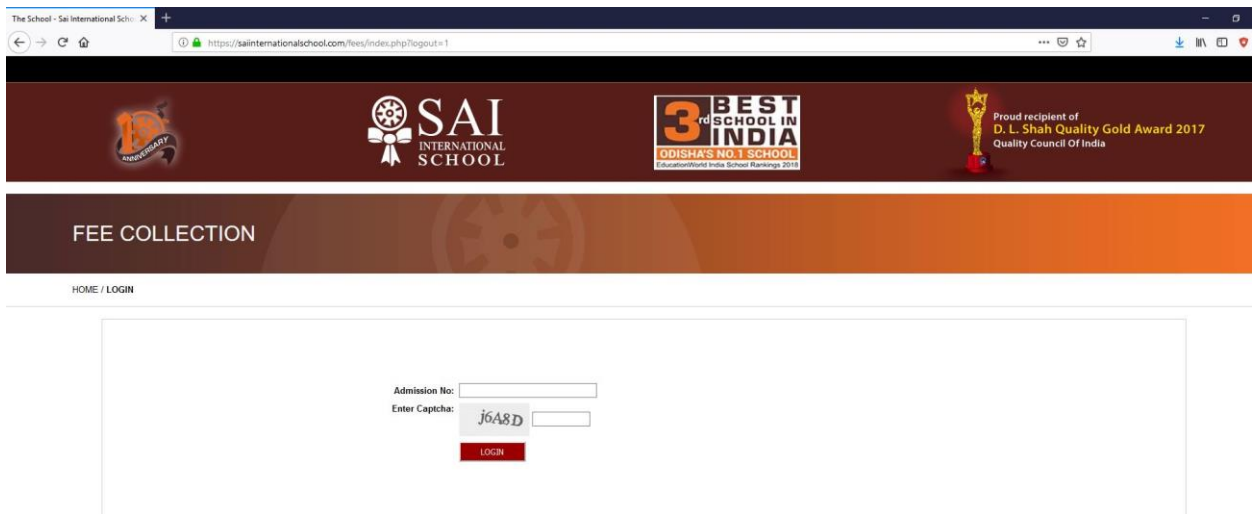 The School - Sai International Scho
https://saiinternationalschool.com/fees/index.php?logout=1
ANNIVERSARY
SAI
INTERNATIONAL
SCHOOL
3rd BEST
SCHOOL IN
INDIA
ODISHA'S NO.1 SCHOOL
EducationWorld India School Rankings 2018
Proud recipient of
D. L. Shah Quality Gold Award 2017
Quality Council Of India
FEE COLLECTION
HOME / LOGIN
Admission No:
Enter Captcha:
j6A8D
LOGIN